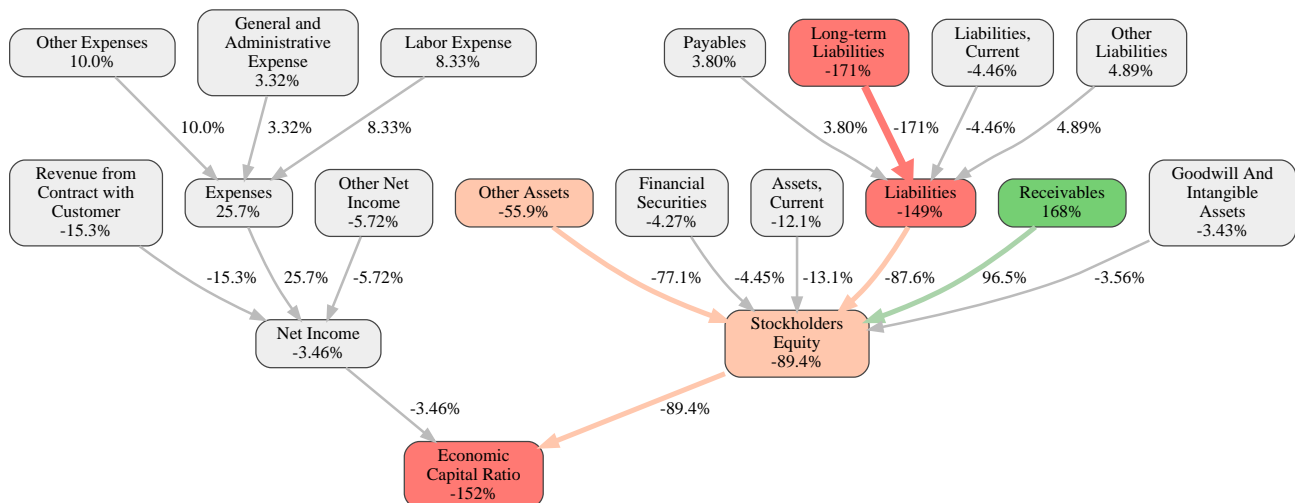 Other Expenses
10.0%
General and
Administrative
Expense
3.32%
Labor Expense
8.33%
Payables
3.80%
Long-term
Liabilities
-171%
Liabilities,
Current
-4.46%
Other
Liabilities
4.89%
10.0%
3.32%
8.33%
3.80%
-171%
-4.46%
4.89%
Revenue from
Contract with
Customer
-15.3%
Expenses
25.7%
Other Net
Income
-5.72%
Other Assets
-55.9%
Financial
Securities
-4.27%
Assets,
Current
-12.1%
Liabilities
-149%
Receivables
168%
Goodwill And
Intangible
Assets
-3.43%
-15.3%
25.7%
-5.72%
-77.1%
-4.45%
-13.1%
-87.6%
96.5%
-3.56%
Net Income
-3.46%
Stockholders
Equity
-89.4%
-3.46%
-89.4%
Economic
Capital Ratio
-152%